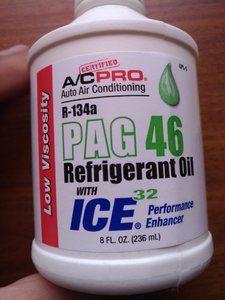 CERTIFIED
A/C PRO®
Auto Air Conditioning
R-134a
PAG 46
Refrigerant Oil
WITH
ICE® 32 Performance
Enhancer
8 FL. OZ. (236 ml.)
Low Viscosity